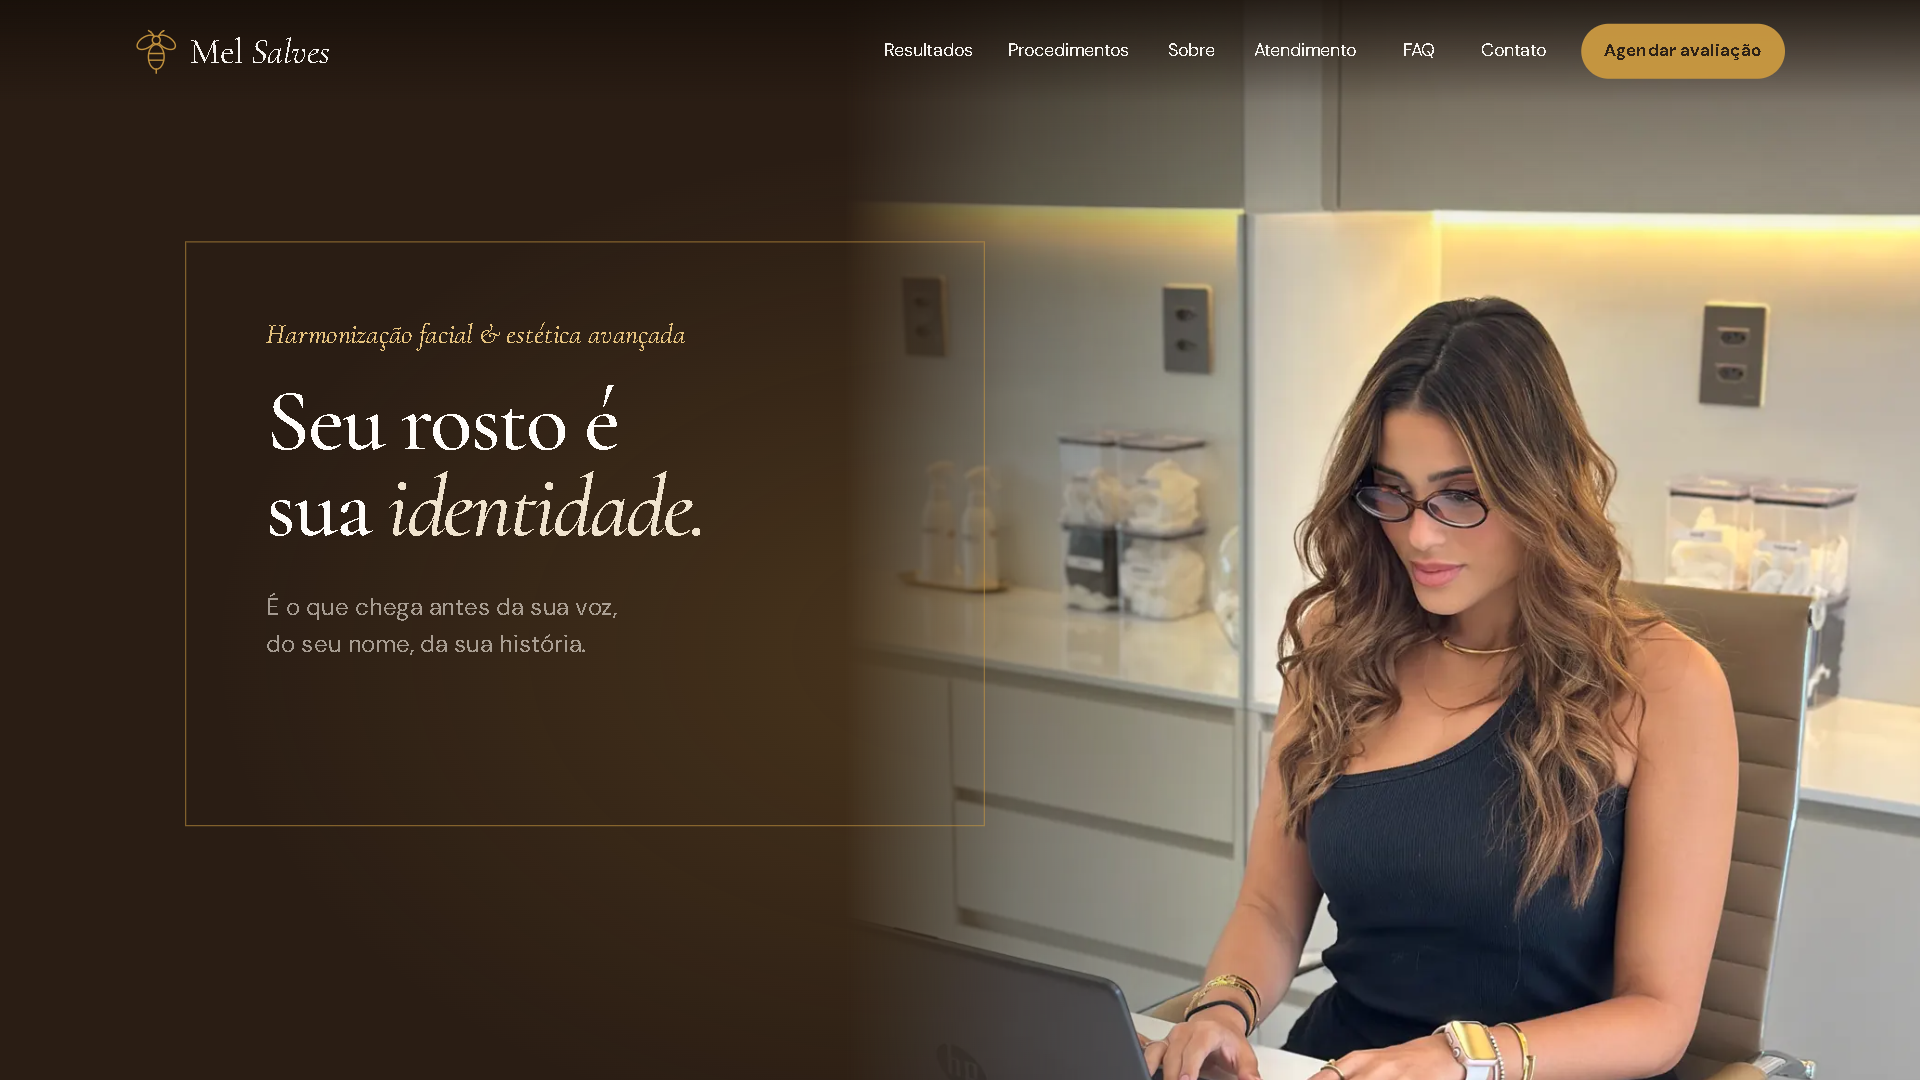 Mel Salves
Resultados
Procedimentos
Sobre
Atendimento
FAQ
Contato
Agendar avaliação
Harmonização facial & estética avançada
Seu rosto é
sua identidade.
É o que chega antes da sua voz,
do seu nome, da sua história.
hp